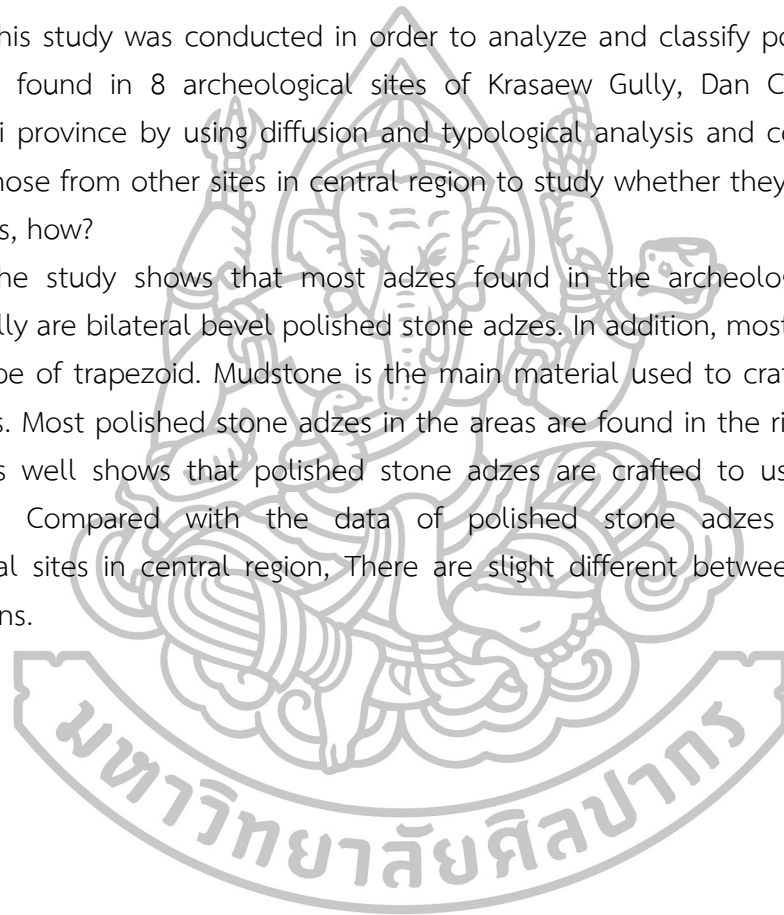 his study was conducted in order to analyze and classify po
found in 8 archeological sites of Krasaew Gully, Dan C
i province by using diffusion and typological analysis and c
hose from other sites in central region to study whether they
s, how?
he study shows that most adzes found in the archeolo
lly are bilateral bevel polished stone adzes. In addition, most
pe of trapezoid. Mudstone is the main material used to craf
s. Most polished stone adzes in the areas are found in the ri
s well shows that polished stone adzes are crafted to us
Compared with the data of polished stone adzes
al sites in central region, There are slight different betwee
ns.
มหาวิทยาลัยศิลปากร